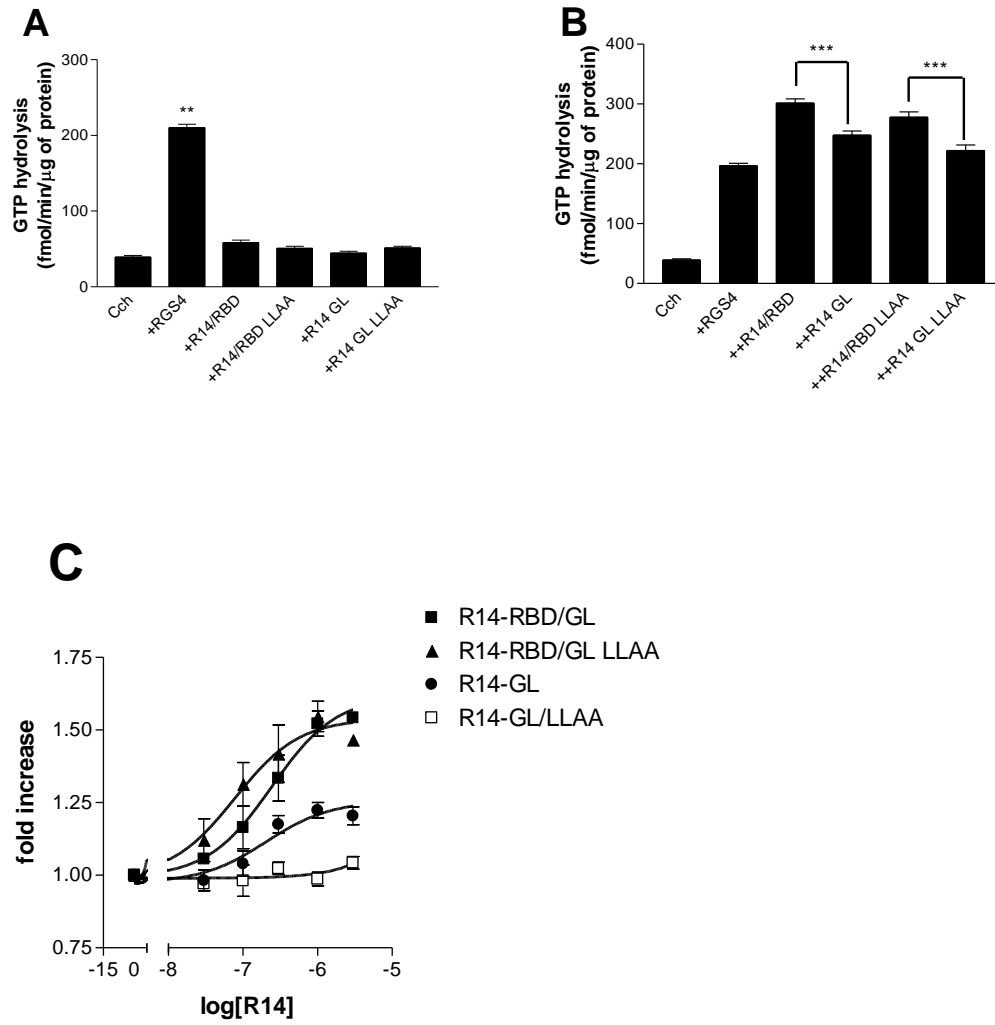 A
GTP hydrolysis
(fmol/min/μg of protein)
300
200
100
0
**
Cch
+RGS4
+R14/RBD
+R14/RBD LLAA
+R14 GL
+R14 GL LLAA
B
GTP hydrolysis
(fmol/min/μg of protein)
400
300
200
100
0
***
***
Cch
+RGS4
++R14/RBD
++R14 GL
++R14/RBD LLAA
++R14 GL LLAA
C
R14-RBD/GL
R14-RBD/GL LLAA
R14-GL
R14-GL/LLAA
fold increase
1.75
1.50
1.25
1.00
0.75
-15 0 -8 -7 -6 -5
log[R14]